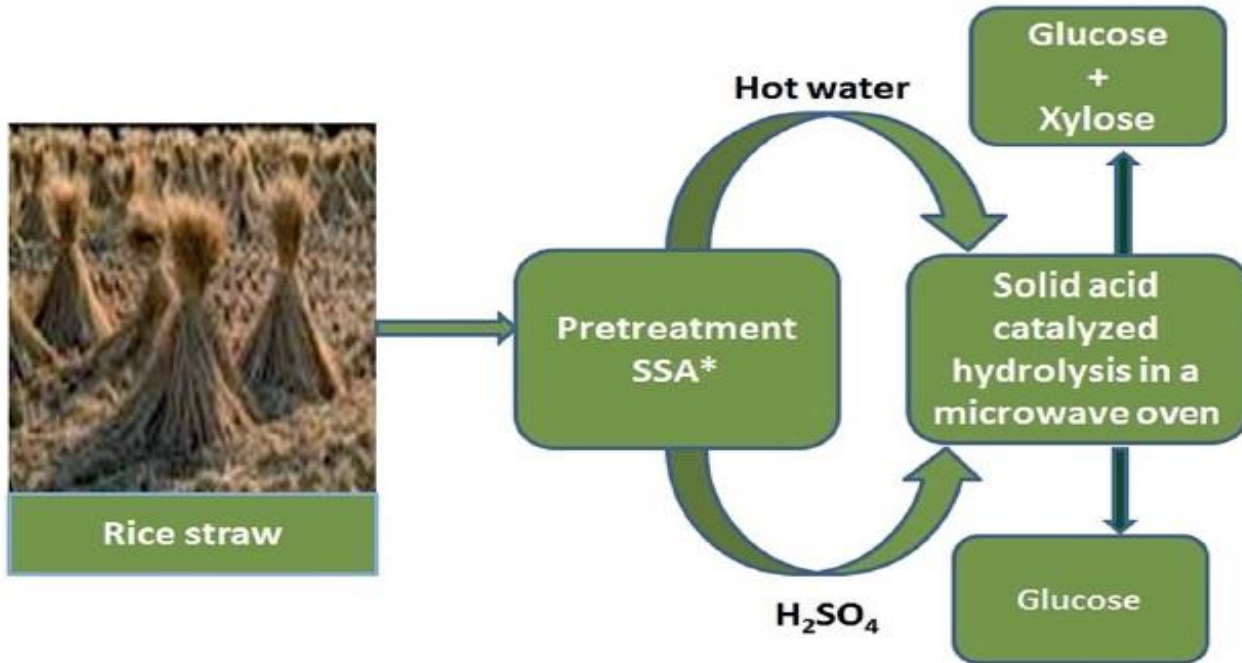 Rice straw
Pretreatment
SSA*
Hot water
H₂SO₄
Solid acid
catalyzed
hydrolysis in a
microwave oven
Glucose
+
Xylose
Glucose